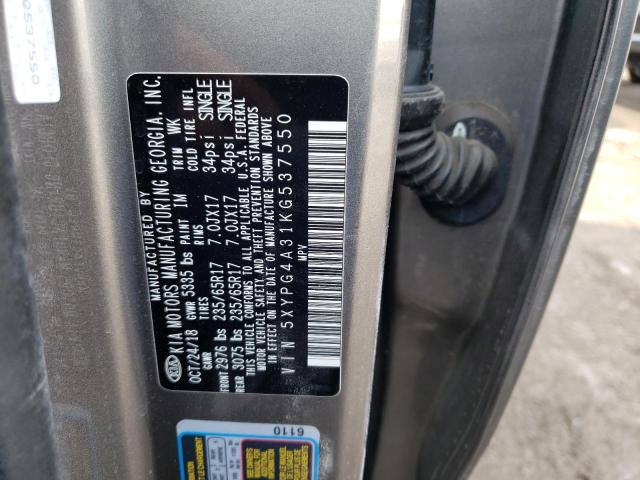 0537550
MANUFACTURED BY
KIA KIA MOTORS MANUFACTURING GEORGIA, INC.
OCT/24/18 GVWR 5335 lbs PAINT IM TRIM WK
GAWR TIRES RIMS COLD TIRE INFL
FRONT 2976 lbs 235/65R17 7.0JX17 34psi SINGLE
REAR 3075 lbs 235/65R17 7.0JX17 34psi SINGLE
THIS VEHICLE CONFORMS TO ALL APPLICABLE U.S.A. FEDERAL
MOTOR VEHICLE SAFETY AND THEFT PREVENTION STANDARDS
IN EFFECT ON THE DATE OF MANUFACTURE SHOWN ABOVE
VIN 5XYPG4A31KG537550
MPV
6110